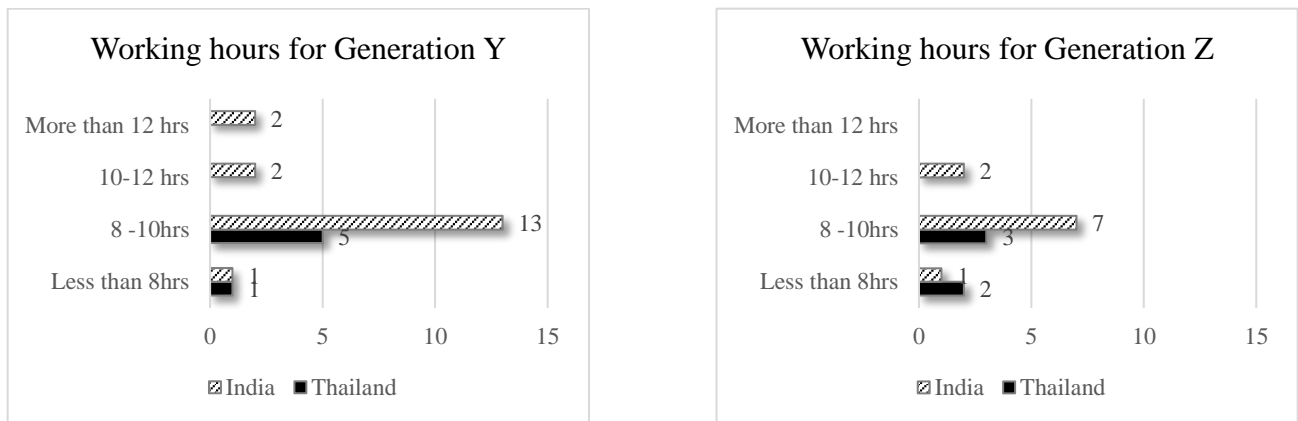 Working hours for Generation Y
More than 12 hrs
2
10-12 hrs
2
8 -10hrs
13
5
Less than 8hrs
1
1
0 5 10 15
India Thailand
Working hours for Generation Z
More than 12 hrs
10-12 hrs
2
8 -10hrs
7
3
Less than 8hrs
1
2
0 5 10 15
India Thailand